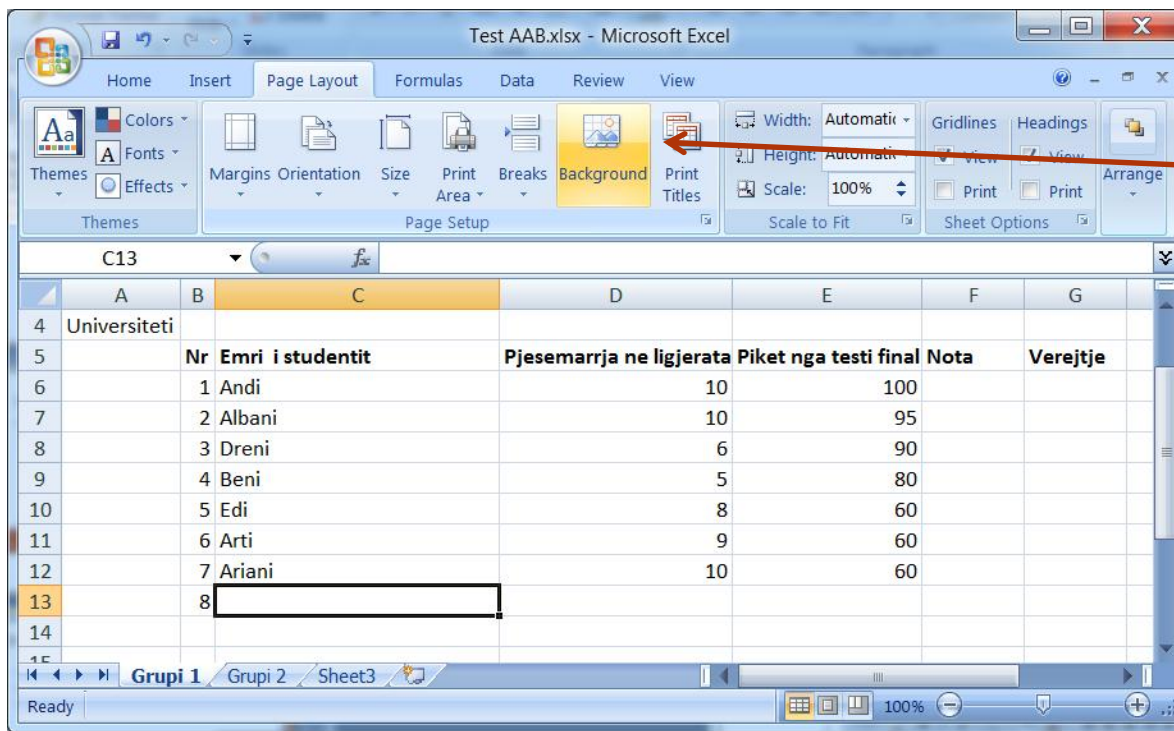 Test AAB.xlsx - Microsoft Excel
Home Insert Page Layout Formulas Data Review View
Aa Themes
Colors
A Fonts
Effects
Themes
Margins Orientation Size Print Area Breaks Background Print Titles
Page Setup
Width: Automatic
Height: Automatic
Scale: 100%
Scale to Fit
Gridlines Headings
View View
Print Print
Sheet Options
Arrange
C13 fx
A B C D E F G
4 Universiteti
5 Nr Emri i studentit Pjesemarrja ne ligjerata Piket nga testi final Nota Verejtje
6 1 Andi 10 100
7 2 Albani 10 95
8 3 Dreni 6 90
9 4 Beni 5 80
10 5 Edi 8 60
11 6 Arti 9 60
12 7 Ariani 10 60
13 8
14
15
Grupi 1 Grupi 2 Sheet3
Ready 100%